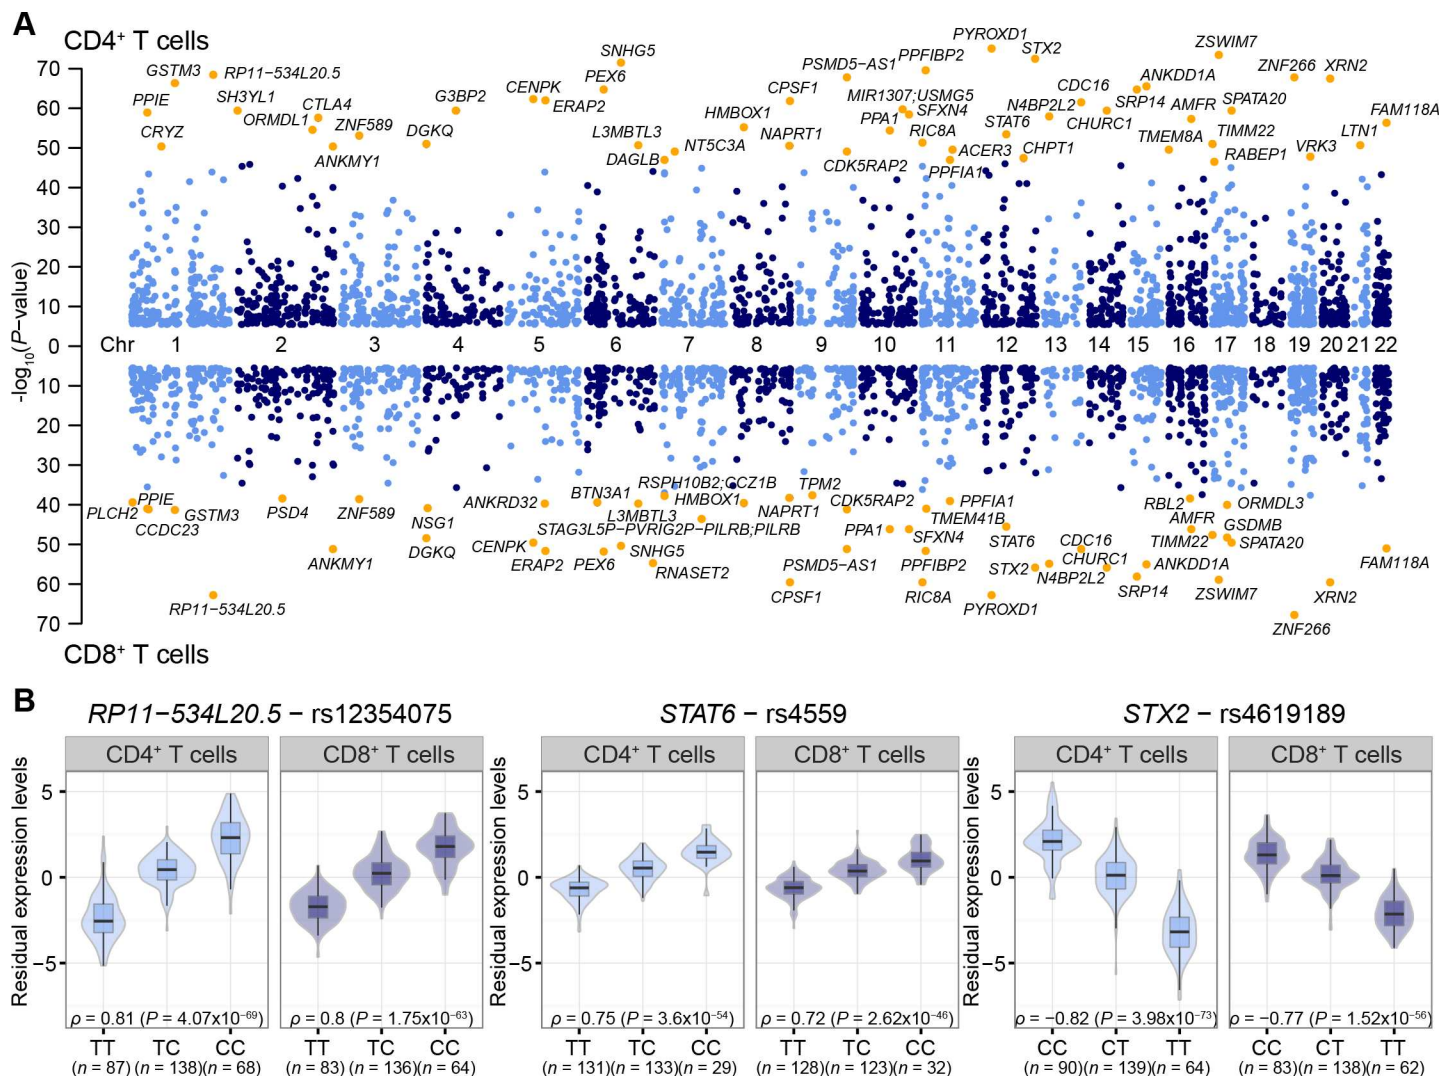 A
CD4+ T cells
PYROXD1
ZSWIM7
SNHG5
STX2
PPFIBP2
GSTM3
RP11−534L20.5
PEX6
PSMD5−AS1
ANKDD1A
ZNF266
XRN2
70
CENPK
CPSF1
CDC16
PPIE
SH3YL1
CTLA4
G3BP2
ERAP2
MIR1307;USMG5
N4BP2L2
SRP14
AMFR
SPATA20
60
ORMDL1
ZNF589
HMBOX1
SFXN4
FAM118A
CRYZ
DGKQ
L3MBTL3
NAPRT1
PPA1
RIC8A
STAT6
CHURC1
TMEM8A
TIMM22
LTN1
50
ANKMY1
DAGLB
NT5C3A
CDK5RAP2
ACER3
CHPT1
RABEP1
VRK3
PPFIA1
40
30
20
10
0
Chr 1 2 3 4 5 6 7 8 9 10 11 12 13 14 15 16 17 18 19 20 21 22
-log10(P−value)
10
20
30
40
PLCH2
PPIE
CCDC23
GSTM3
PSD4
ZNF589
NSG1
ANKRD32
BTN3A1
L3MBTL3
RSPH10B2;CCZ1B
HMBOX1
NAPRT1
TPM2
CDK5RAP2
PPFIA1
TMEM41B
RBL2
ORMDL3
AMFR
GSDMB
STAG3L5P−PVRIG2P−PILRB;PILRB
PPA1
SFXN4
STAT6
50
DGKQ
CENPK
SNHG5
CDC16
TIMM22
SPATA20
ANKMY1
ERAP2
PEX6
RNASET2
PSMD5−AS1
PPFIBP2
STX2
N4BP2L2
CHURC1
ANKDD1A
FAM118A
60
RP11−534L20.5
CPSF1
RIC8A
PYROXD1
SRP14
ZSWIM7
XRN2
70
ZNF266
CD8+ T cells
B
RP11−534L20.5 − rs12354075
STAT6 − rs4559
STX2 − rs4619189
CD4+ T cells
CD8+ T cells
CD4+ T cells
CD8+ T cells
CD4+ T cells
CD8+ T cells
Residual expression levels
5
0
−5
Residual expression levels
5
0
−5
Residual expression levels
5
0
−5
ρ = 0.81 (P = 4.07x10−69)
ρ = 0.8 (P = 1.75x10−63)
ρ = 0.75 (P = 3.6x10−54)
ρ = 0.72 (P = 2.62x10−46)
ρ = −0.82 (P = 3.98x10−73)
ρ = −0.77 (P = 1.52x10−56)
TT TC CC
TT TC CC
TT TC CC
TT TC CC
CC CT TT
CC CT TT
(n = 87) (n = 138) (n = 68)
(n = 83) (n = 136) (n = 64)
(n = 131) (n = 133) (n = 29)
(n = 128) (n = 123) (n = 32)
(n = 90) (n = 139) (n = 64)
(n = 83) (n = 138) (n = 62)